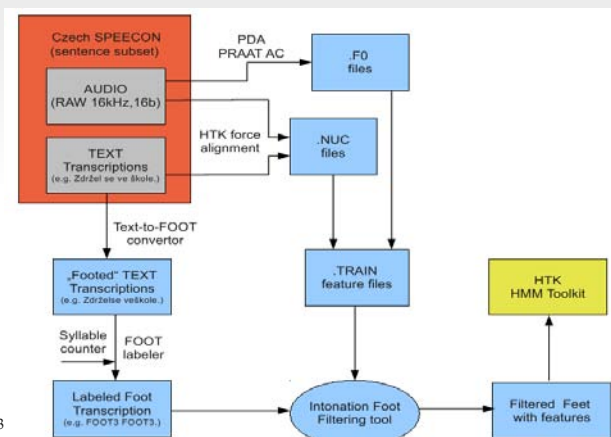 Czech SPEECON
(sentence subset)
AUDIO
(RAW 16kHz,16b)
TEXT
Transcriptions
(e.g. Zdržel se ve škole.)
PDA
PRAAT AC
.F0
files
HTK force
alignment
.NUC
files
Text-to-FOOT
convertor
„Footed" TEXT
Transcriptions
(e.g. Zdrželse veškole.)
.TRAIN
feature files
HTK
HMM Toolkit
Syllable
counter
FOOT
labeler
Labeled Foot
Transcription
(e.g. FOOT3 FOOT3.)
Intonation Foot
Filtering tool
Filtered Feet
with features
3